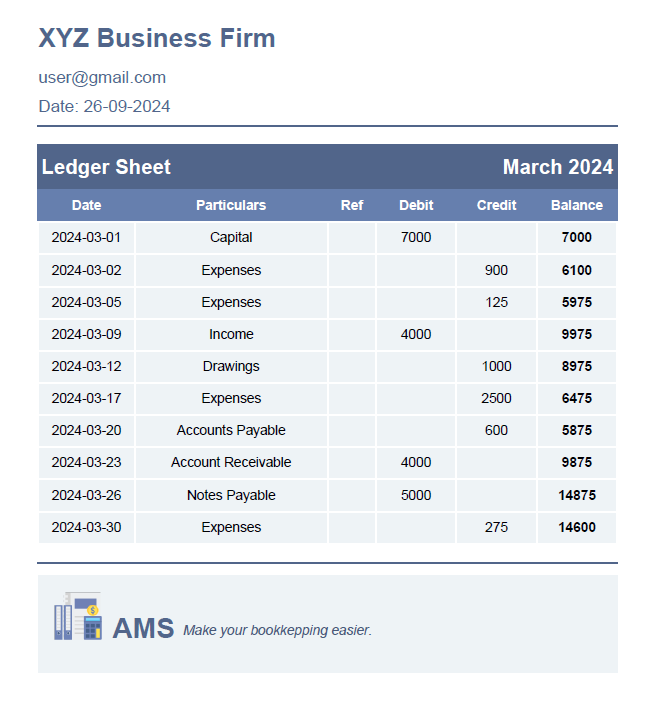 XYZ Business Firm
user@gmail.com
Date: 26-09-2024
Ledger Sheet March 2024
Date Particulars Ref Debit Credit Balance
2024-03-01 Capital 7000 7000
2024-03-02 Expenses 900 6100
2024-03-05 Expenses 125 5975
2024-03-09 Income 4000 9975
2024-03-12 Drawings 1000 8975
2024-03-17 Expenses 2500 6475
2024-03-20 Accounts Payable 600 5875
2024-03-23 Account Receivable 4000 9875
2024-03-26 Notes Payable 5000 14875
2024-03-30 Expenses 275 14600
AMS Make your bookkepping easier.